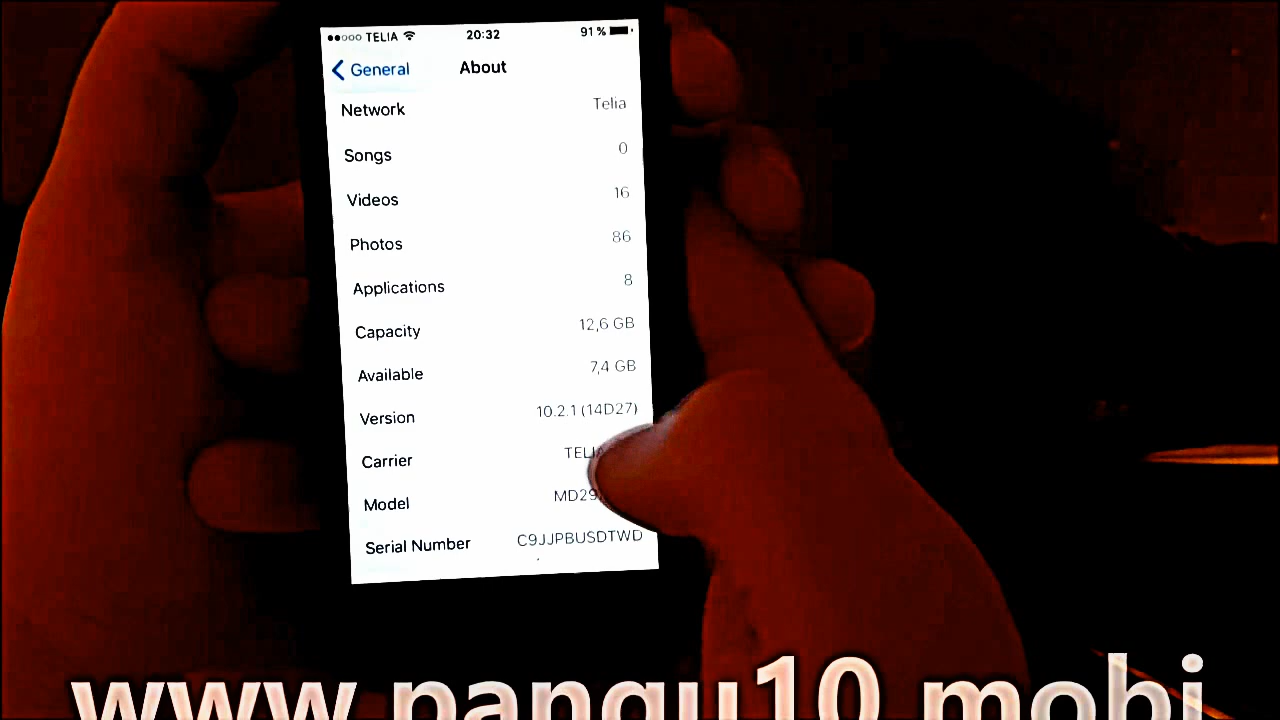 TELIA 20:32 91 %
General About
Network Telia
Songs 0
Videos 16
Photos 86
Applications 8
Capacity 12,6 GB
Available 7,4 GB
Version 10.2.1 (14D27)
Carrier
Model
Serial Number C9JJPBUSDTWD
www.pangu10.mobi